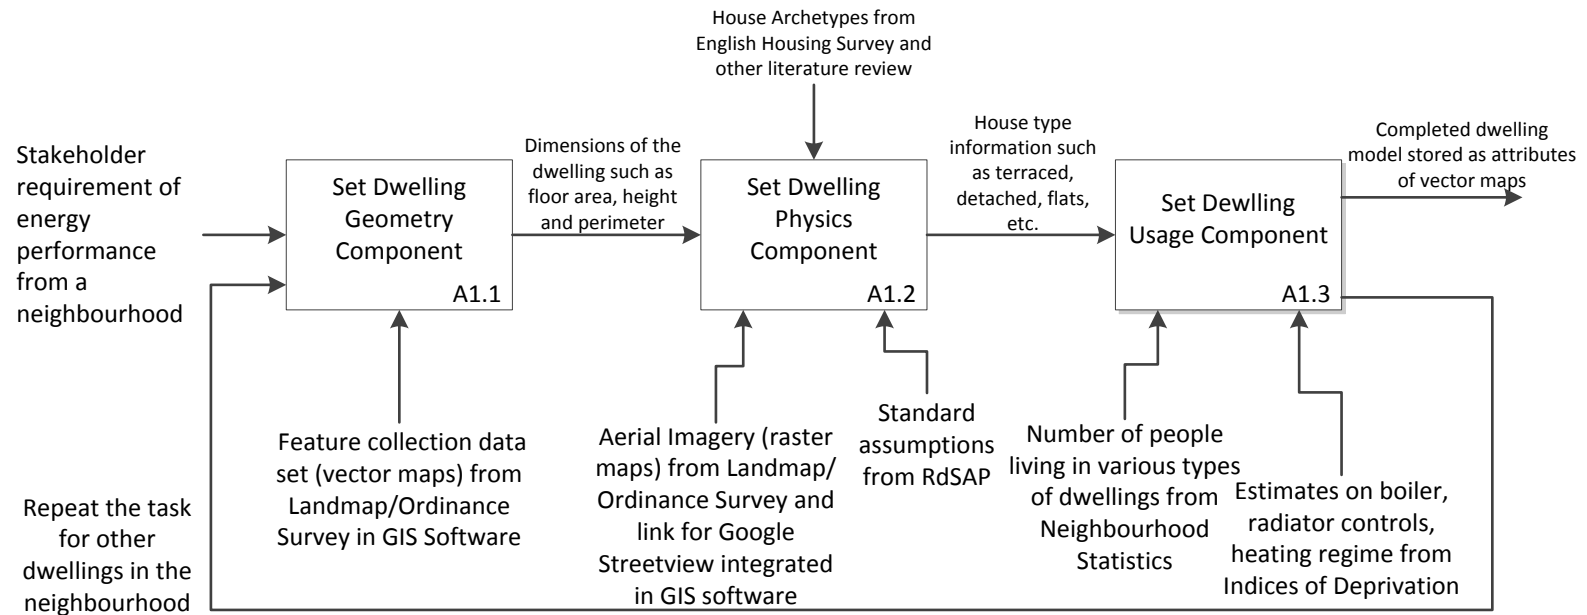 House Archetypes from
English Housing Survey and
other literature review
Stakeholder
requirement of
energy
performance
from a
neighbourhood
Set Dwelling
Geometry
Component
A1.1
Dimensions of the
dwelling such as
floor area, height
and perimeter
Set Dwelling
Physics
Component
A1.2
House type
information such
as terraced,
detached, flats,
etc.
Set Dewlling
Usage Component
A1.3
Completed dwelling
model stored as attributes
of vector maps
Repeat the task
for other
dwellings in the
neighbourhood
Feature collection data
set (vector maps) from
Landmap/Ordinance
Survey in GIS Software
Aerial Imagery (raster
maps) from Landmap/
Ordinance Survey and
link for Google
Streetview integrated
in GIS software
Standard
assumptions
from RdSAP
Number of people
living in various types
of dwellings from
Neighbourhood
Statistics
Estimates on boiler,
radiator controls,
heating regime from
Indices of Deprivation